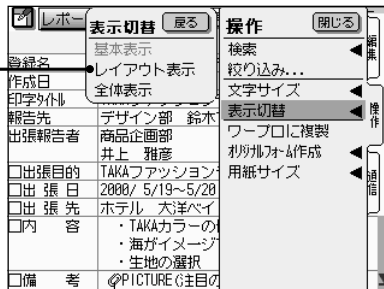 レポー
表示切替 戻る
基本表示
レイアウト表示
全体表示
操作 閉じる
検索
絞り込み...
文字サイズ
表示切替
ワープロに複製
オリジナルフォーム作成
用紙サイズ
編集
操作
通信
登録名
作成日
印字タイトル
報告先 デザイン部 鈴木
出張報告者 商品企画部
井上 雅彦
□出張目的 TAKAファッション
□出 張 日 2000/ 5/19~5/20
□出 張 先 ホテル 大洋ベイ
□内 容 ・TAKAカラーの
・海がイメージ
・生地の選択
□備 考 PICTURE(注目の